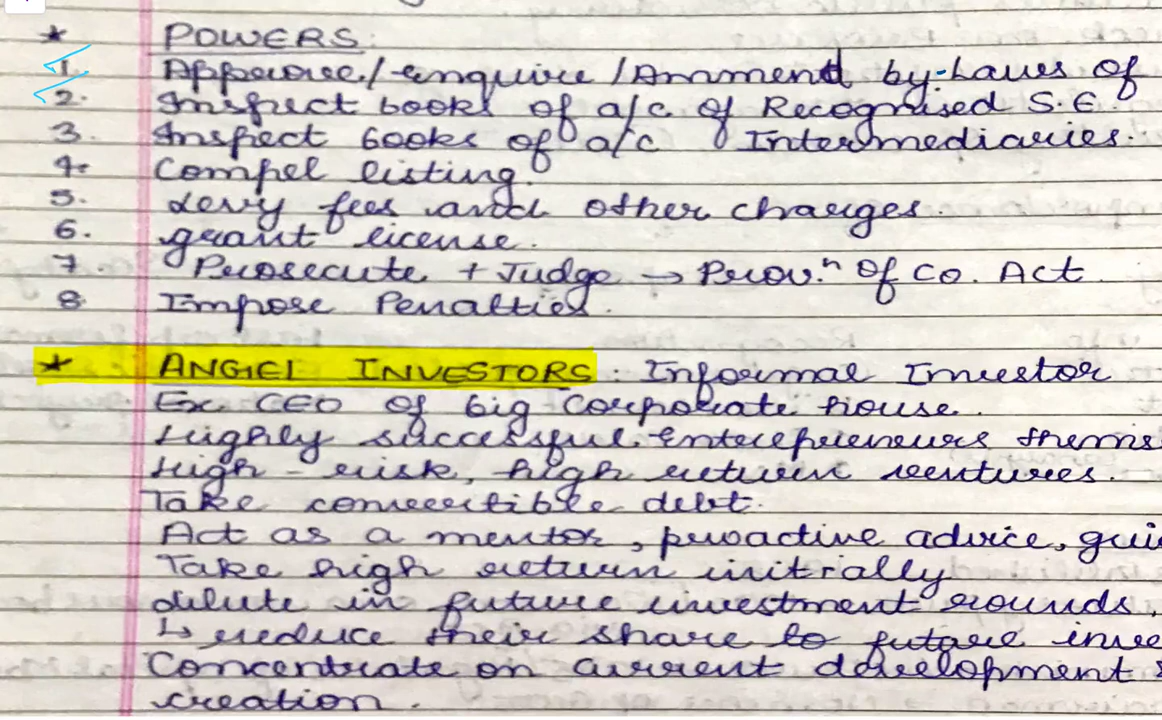 * POWERS:
1. Approve/enquire/Ammend by-laws of
2. Inspect books of a/c of Recognised S.E.
3. Inspect books of a/c of Intermediaries.
4. Compel listing.
5. Levy fees and other charges.
6. grant license.
7. Prosecute + Judge → Prov.n of Co. Act
8 Impose Penalties.
* ANGEL INVESTORS: Informal Investor
Ex. CEO of big Corporate house.
Highly successful. Enterepreneurs thems
High - risk, high return ventures.
Take convertible debt.
Act as a mentor, proactive advice, gui
Take high return initially
dilute in future investment rounds.
↳ reduce their share to future inve
Concentrate on current development
creation.